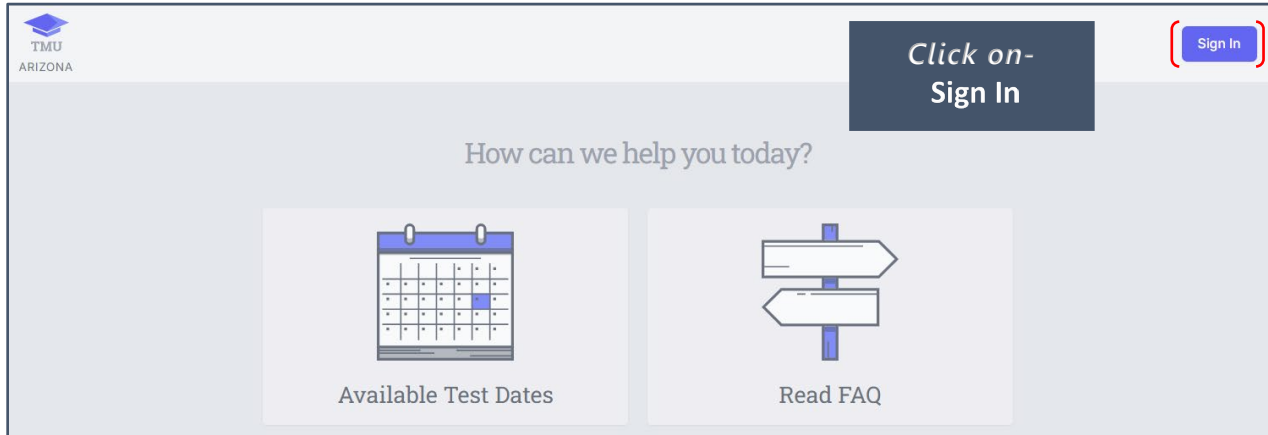 TMU
ARIZONA
Click on-
Sign In
Sign In
How can we help you today?
Available Test Dates
Read FAQ